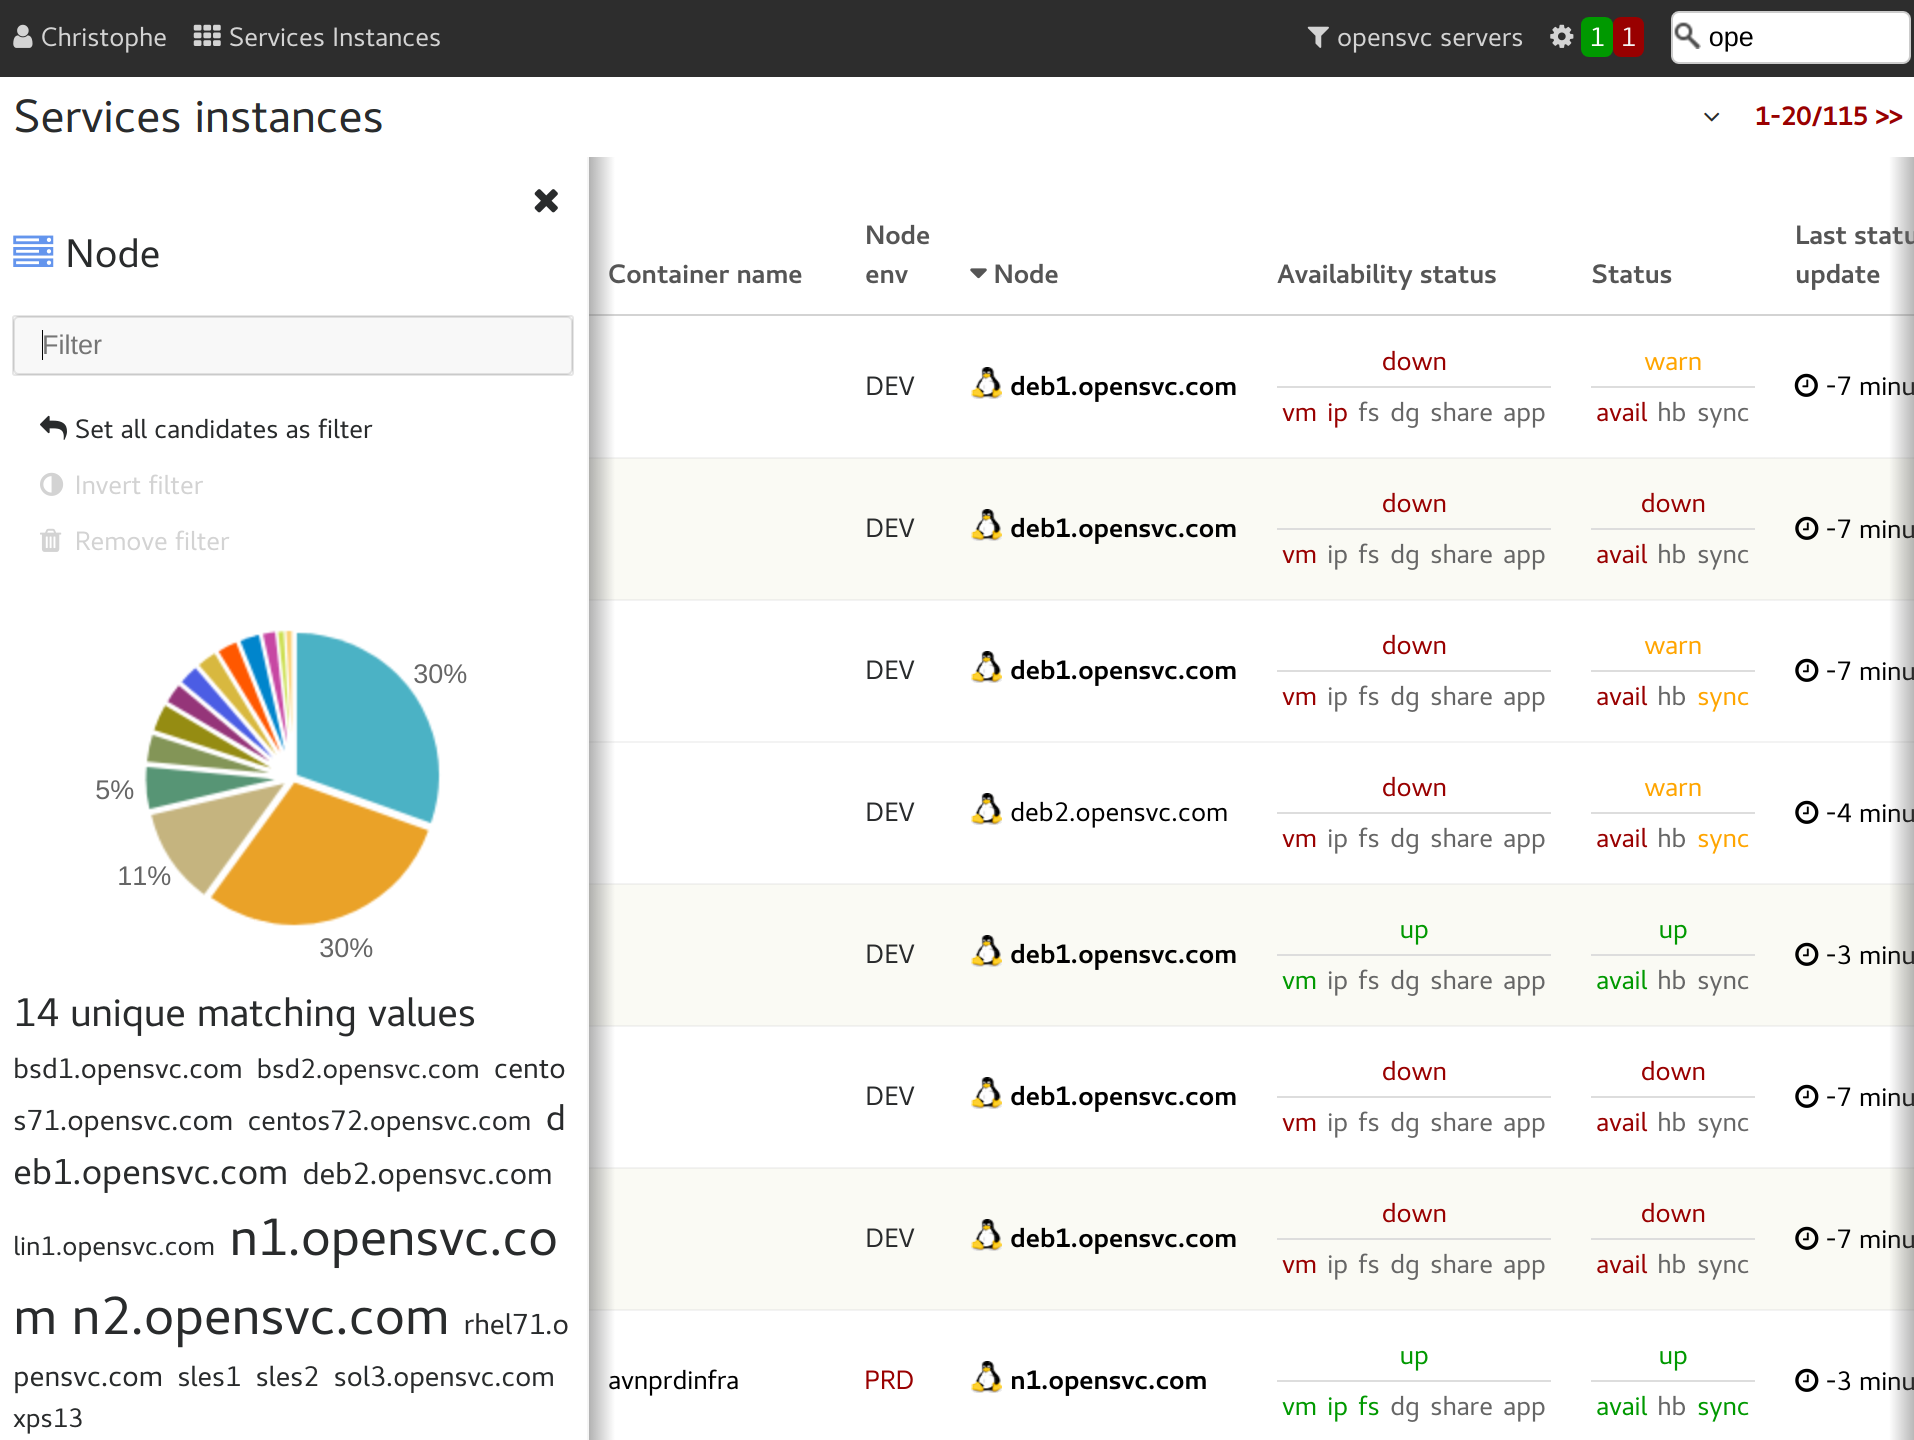 Christophe Services Instances opensvc servers 1 1 ope
Services instances 1-20/115 >>
Node
Filter
Set all candidates as filter
Invert filter
Remove filter
30%
5%
11%
30%
14 unique matching values
bsd1.opensvc.com bsd2.opensvc.com cento
s71.opensvc.com centos72.opensvc.com d
eb1.opensvc.com deb2.opensvc.com
lin1.opensvc.com n1.opensvc.co
m n2.opensvc.com rhel71.o
pensvc.com sles1 sles2 sol3.opensvc.com
xps13
Container name Node env Node Availability status Status Last statu update
DEV deb1.opensvc.com down warn -7 minu
vm ip fs dg share app avail hb sync
DEV deb1.opensvc.com down down -7 minu
vm ip fs dg share app avail hb sync
DEV deb1.opensvc.com down warn -7 minu
vm ip fs dg share app avail hb sync
DEV deb2.opensvc.com down warn -4 minu
vm ip fs dg share app avail hb sync
DEV deb1.opensvc.com up up -3 minu
vm ip fs dg share app avail hb sync
DEV deb1.opensvc.com down down -7 minu
vm ip fs dg share app avail hb sync
DEV deb1.opensvc.com down down -7 minu
vm ip fs dg share app avail hb sync
avnprdinfra PRD n1.opensvc.com up up -3 minu
vm ip fs dg share app avail hb sync